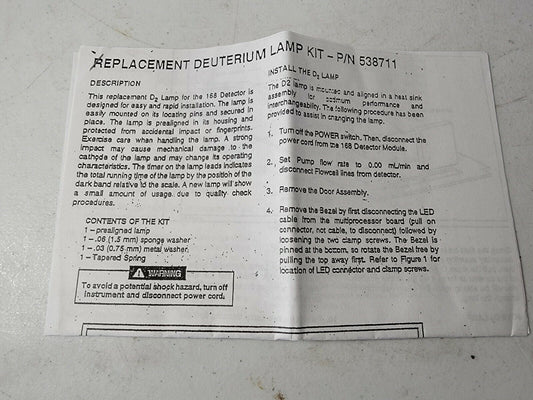 REPLACEMENT DEUTERIUM LAMP KIT – P/N 538711
DESCRIPTION
This replacement D2 Lamp for the 168 Detector is
designed for easy and rapid installation. The lamp is
easily mounted on its locating pins and secured in
place. The lamp is prealigned in its housing and
protected from accidental impact or fingerprints.
Exercise care when handling the lamp. A strong
impact may cause mechanical damage to the
cathode of the lamp and may change its operating
characteristics. The timer on the lamp leads indicates
the total running time of the lamp by the position of the
dark band relative to the scale. A new lamp will show
a small amount of usage due to quality check
procedures.
CONTENTS OF THE KIT
1 – prealigned lamp
1 – .06 (1.5 mm) sponge washer
1 – .03 (0.75 mm) metal washer
1 – Tapered Spring
WARNING
To avoid a potential shock hazard, turn off
instrument and disconnect power cord.
INSTALL THE D2 LAMP
The D2 lamp is mounted and aligned in a heat sink
assembly for optimum performance and
interchangeability. The following procedure has been
provided to assist in changing the lamp.
1. Turn off the POWER switch. Then, disconnect the
power cord from the 168 Detector Module.
2. Set Pump flow rate to 0.00 mL/min and
disconnect Flowcell lines from detector.
3. Remove the Door Assembly.
4. Remove the Bezel by first disconnecting the LED
cable from the multiprocessor board (pull on
connector, not cable, to disconnect) followed by
loosening the two clamp screws. The Bezel is
pinned at the bottom, so rotate the Bezel free by
pulling the top away first. Refer to Figure 1 for
location of LED connector and clamp screws.